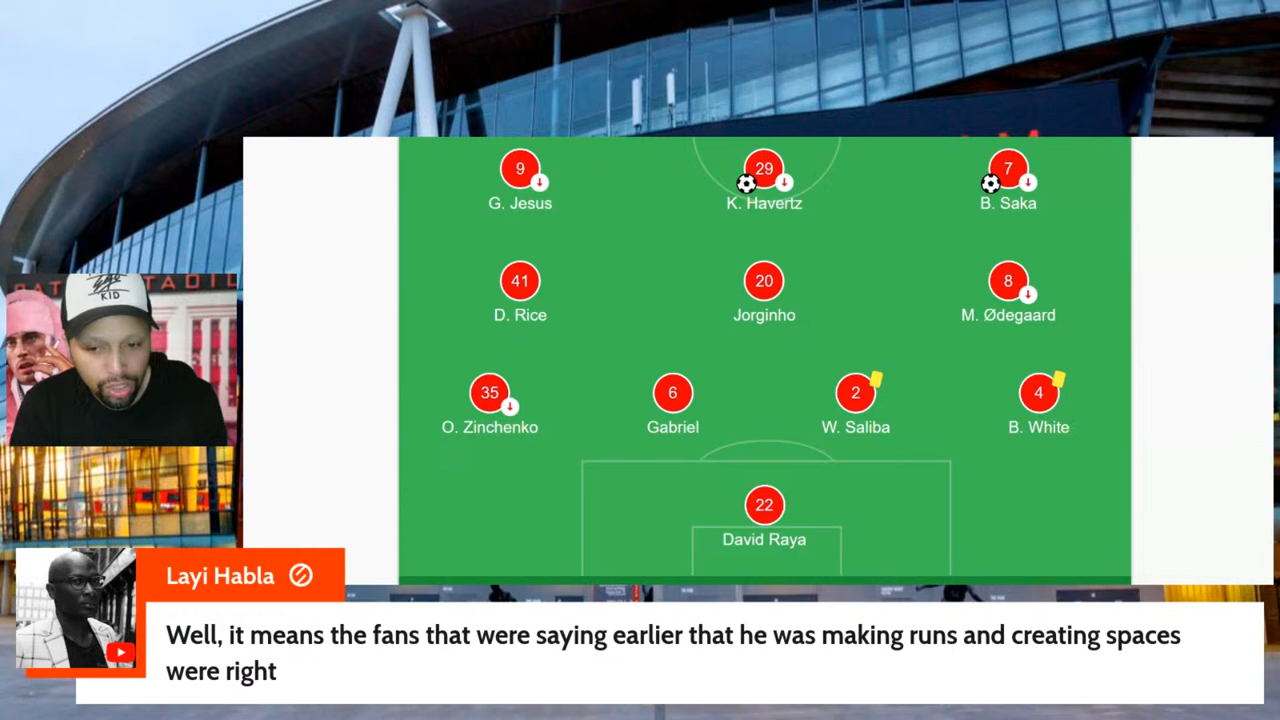 9
29
7
G. Jesus
K. Havertz
B. Saka
41
20
8
D. Rice
Jorginho
M. Ødegaard
KID
35
6
2
4
O. Zinchenko
Gabriel
W. Saliba
B. White
22
David Raya
Layi Habla
Well, it means the fans that were saying earlier that he was making runs and creating spaces
were right